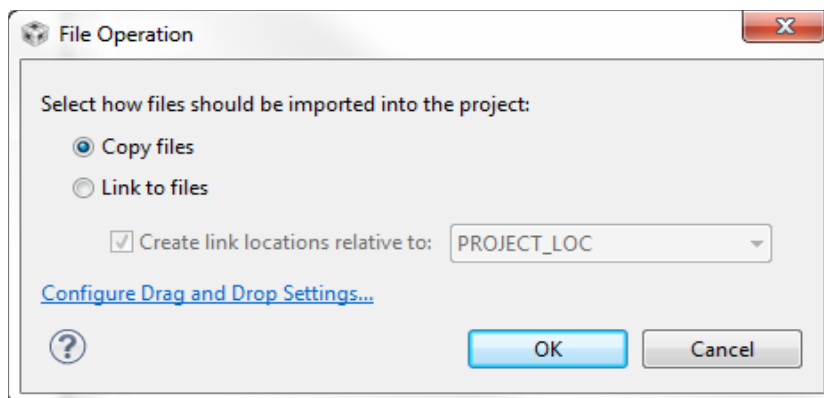 File Operation
Select how files should be imported into the project:
Copy files
Link to files
Create link locations relative to: PROJECT_LOC
Configure Drag and Drop Settings...
? OK Cancel